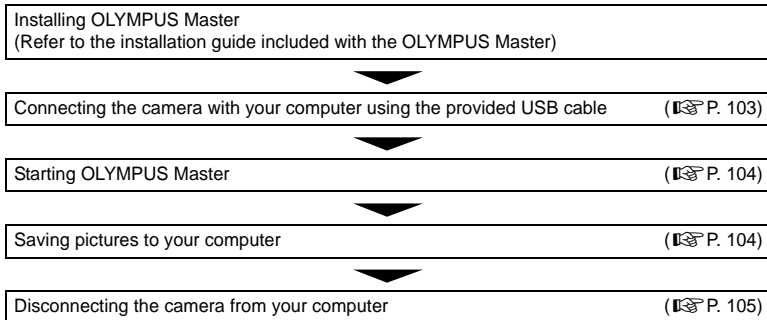 Installing OLYMPUS Master
(Refer to the installation guide included with the OLYMPUS Master)
Connecting the camera with your computer using the provided USB cable (☞P. 103)
Starting OLYMPUS Master (☞P. 104)
Saving pictures to your computer (☞P. 104)
Disconnecting the camera from your computer (☞P. 105)